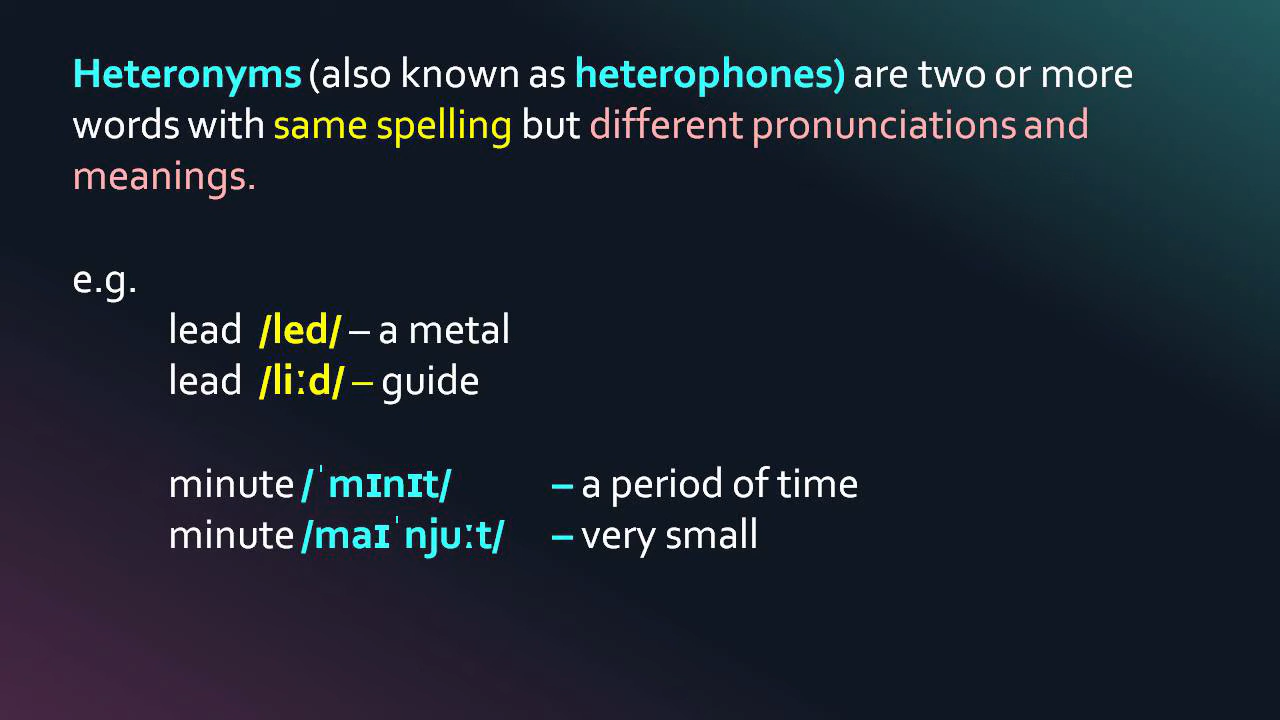 Heteronyms (also known as heterophones) are two or more
words with same spelling but different pronunciations and
meanings.
e.g.
lead /led/ – a metal
lead /liːd/ – guide
minute /ˈmɪnɪt/ – a period of time
minute /maɪˈnjuːt/ – very small